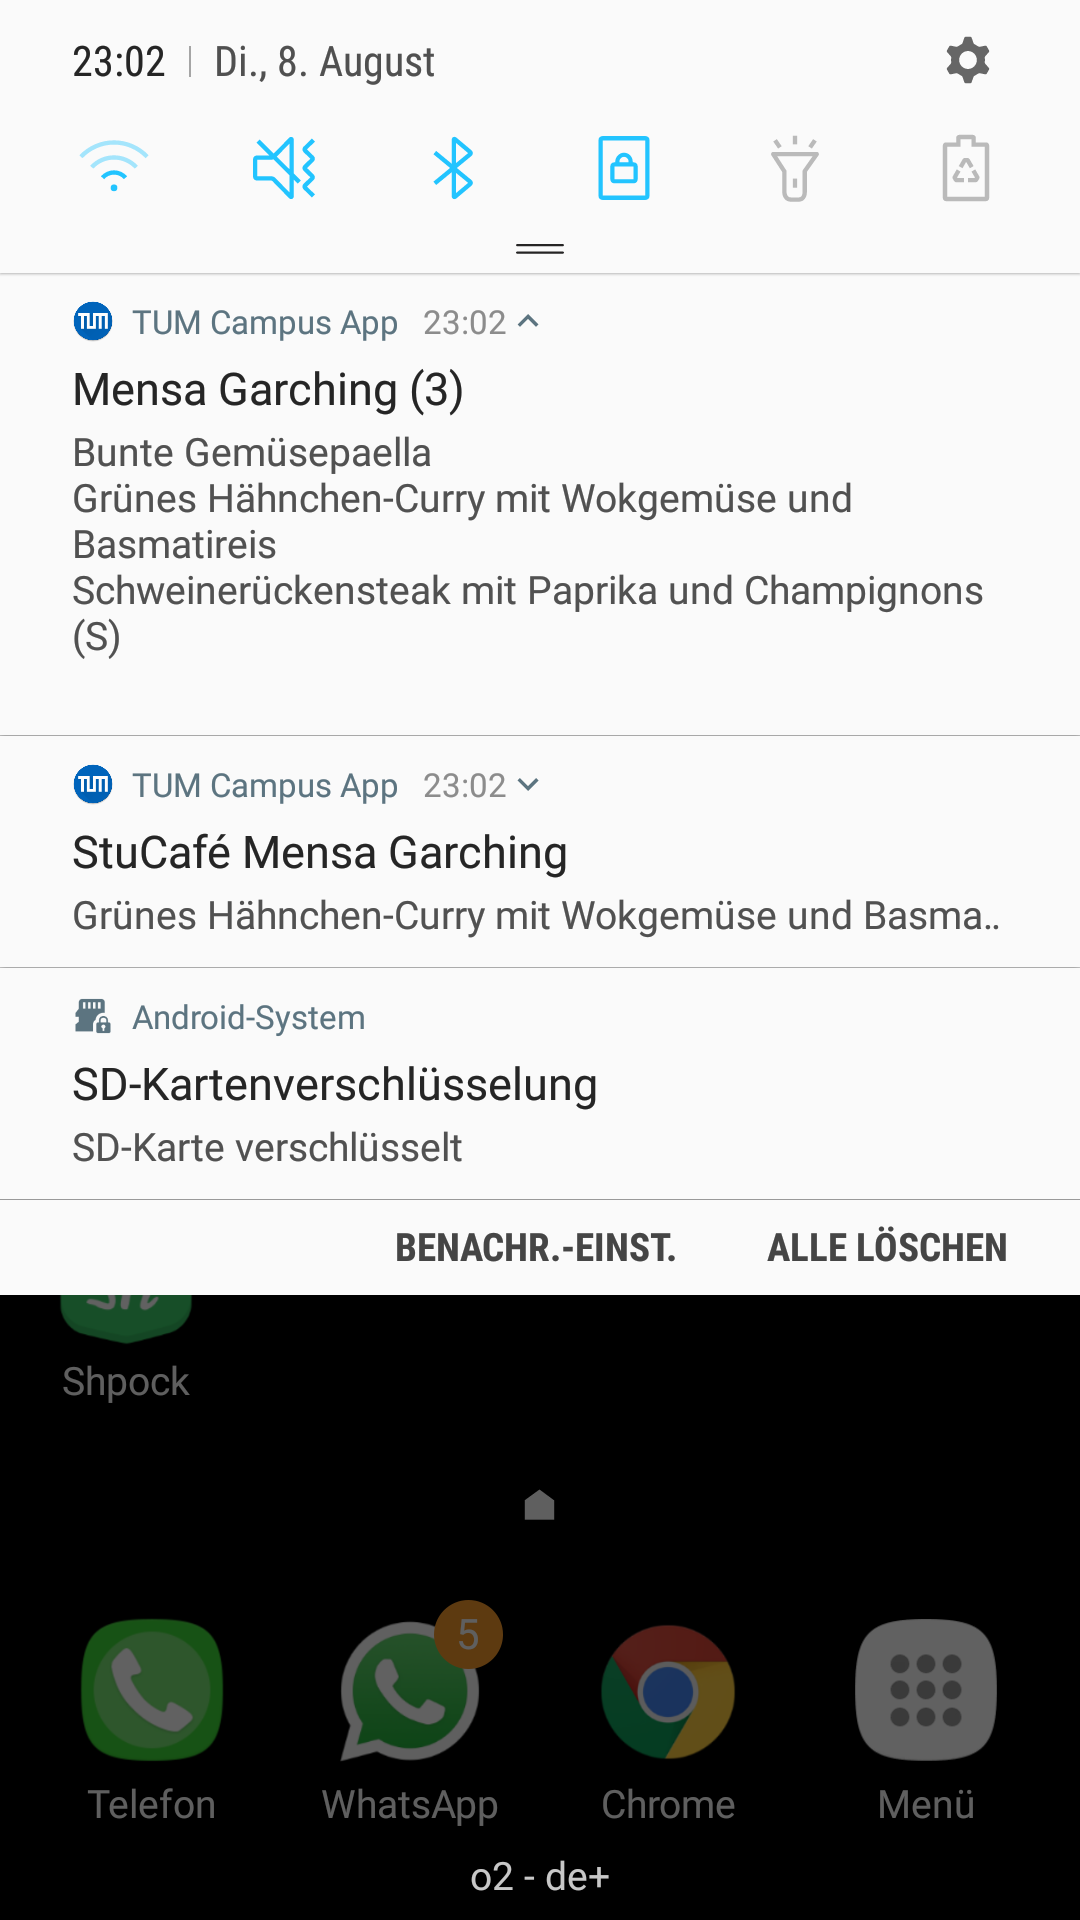 23:02 | Di., 8. August
TUM TUM Campus App 23:02
Mensa Garching (3)
Bunte Gemüsepaella
Grünes Hähnchen-Curry mit Wokgemüse und
Basmatireis
Schweinerückensteak mit Paprika und Champignons
(S)
TUM TUM Campus App 23:02
StuCafé Mensa Garching
Grünes Hähnchen-Curry mit Wokgemüse und Basma..
Android-System
SD-Kartenverschlüsselung
SD-Karte verschlüsselt
BENACHR.-EINST. ALLE LÖSCHEN
Shpock
5
Telefon WhatsApp Chrome Menü
o2 - de+